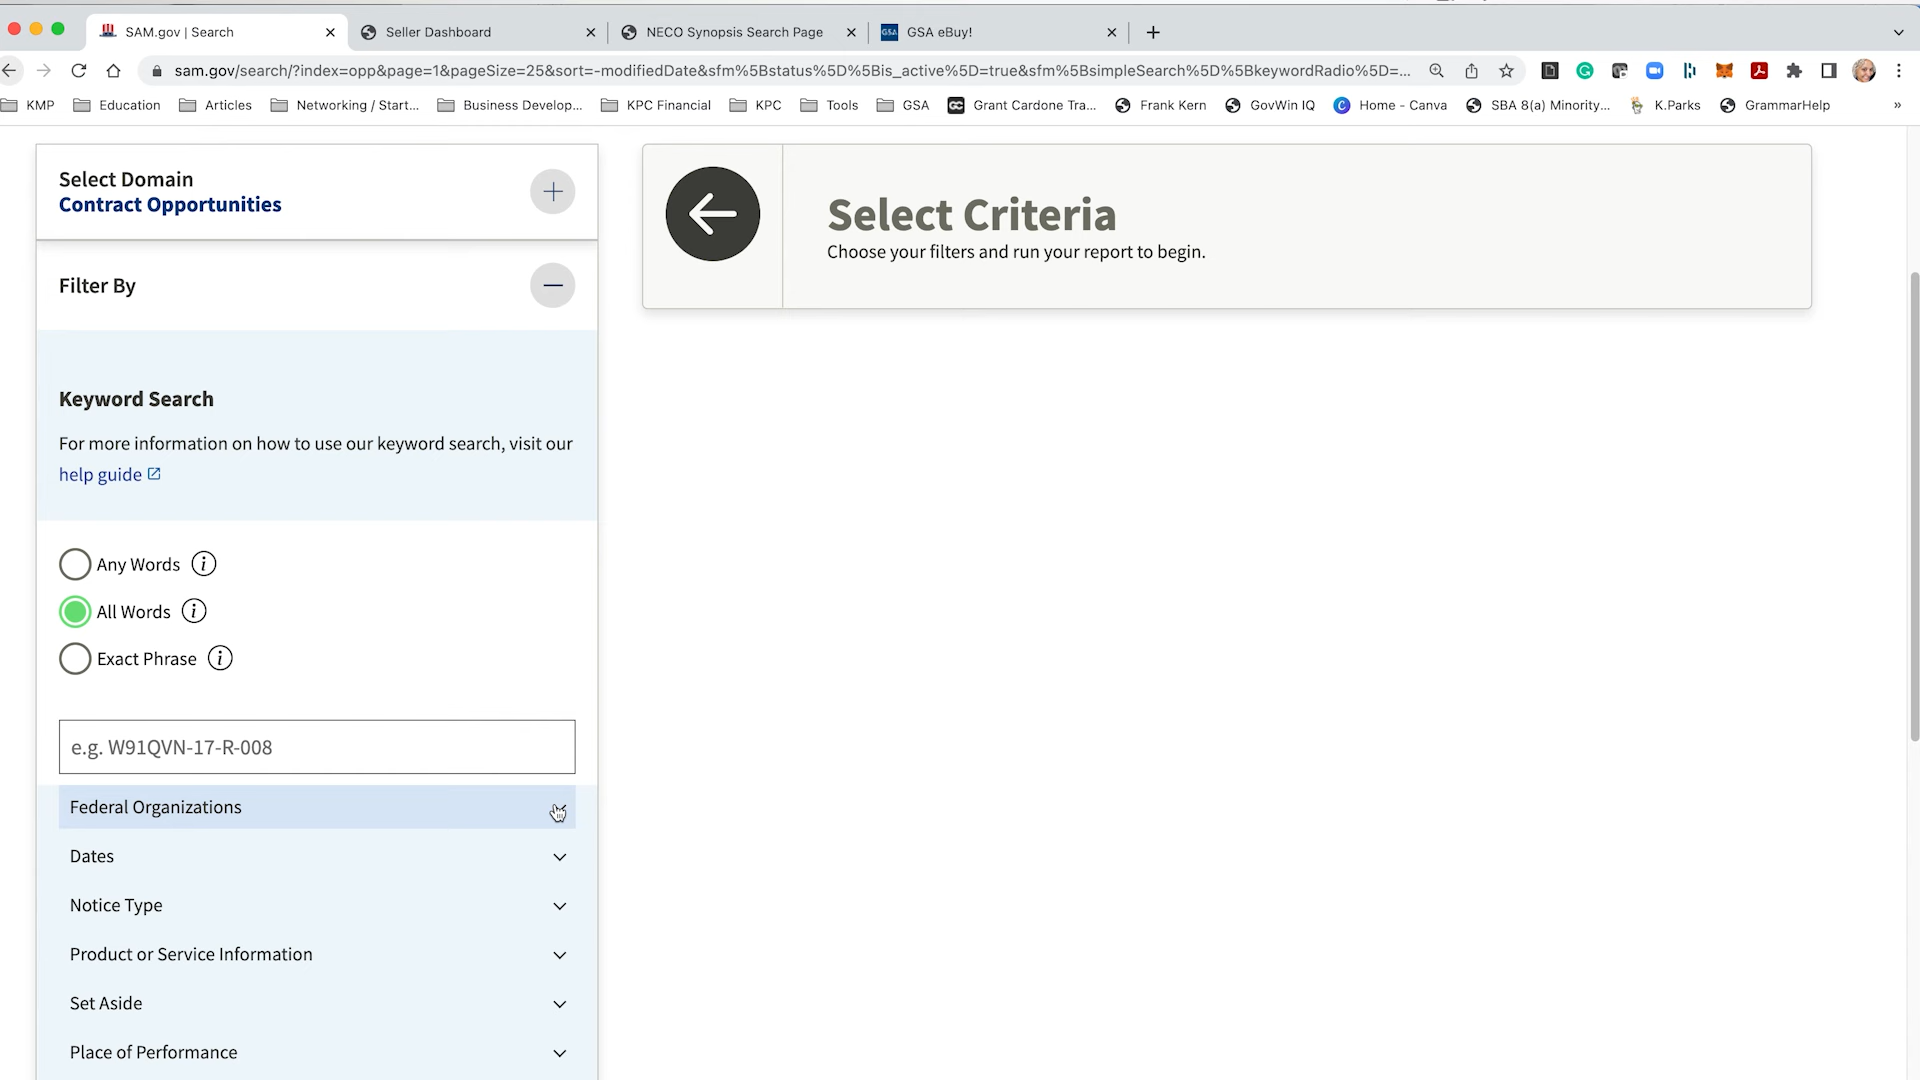 SAM.gov | Search
Seller Dashboard
NECO Synopsis Search Page
GSA
GSA eBuy!
sam.gov/search/?index=opp&page=1&pageSize=25&sort=-modifiedDate&sfm%5Bstatus%5D%5Bis_active%5D=true&sfm%5BsimpleSearch%5D%5BkeywordRadio%5D=...
KMP
Education
Articles
Networking / Start...
Business Develop...
KPC Financial
KPC
Tools
GSA
GC
Grant Cardone Tra...
Frank Kern
GovWin IQ
C
Home - Canva
SBA 8(a) Minority...
K.Parks
GrammarHelp
»
Select Domain
Contract Opportunities
Filter By
Keyword Search
For more information on how to use our keyword search, visit our
help guide
Any Words
All Words
Exact Phrase
e.g. W91QVN-17-R-008
Federal Organizations
Dates
Notice Type
Product or Service Information
Set Aside
Place of Performance
Select Criteria
Choose your filters and run your report to begin.